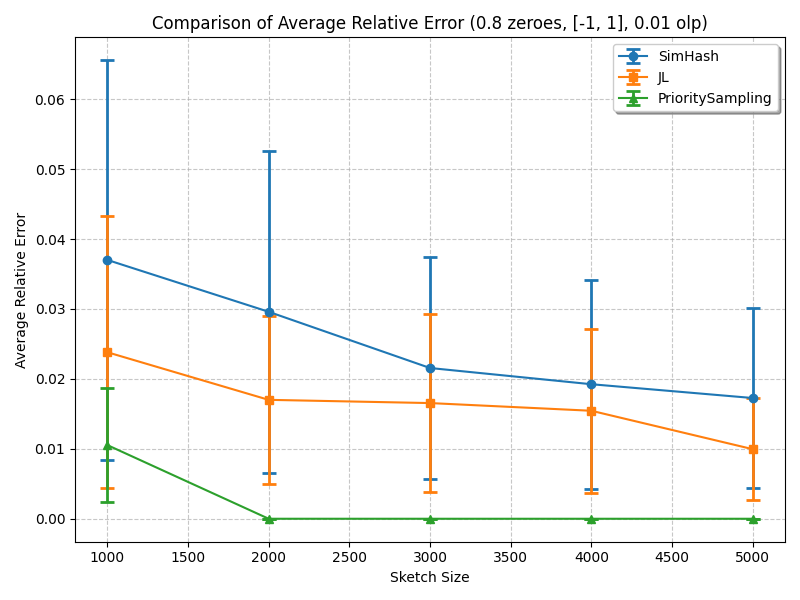 Comparison of Average Relative Error (0.8 zeroes, [-1, 1], 0.01 olp)
SimHash
JL
PrioritySampling
Average Relative Error
0.06
0.05
0.04
0.03
0.02
0.01
0.00
1000 1500 2000 2500 3000 3500 4000 4500 5000
Sketch Size